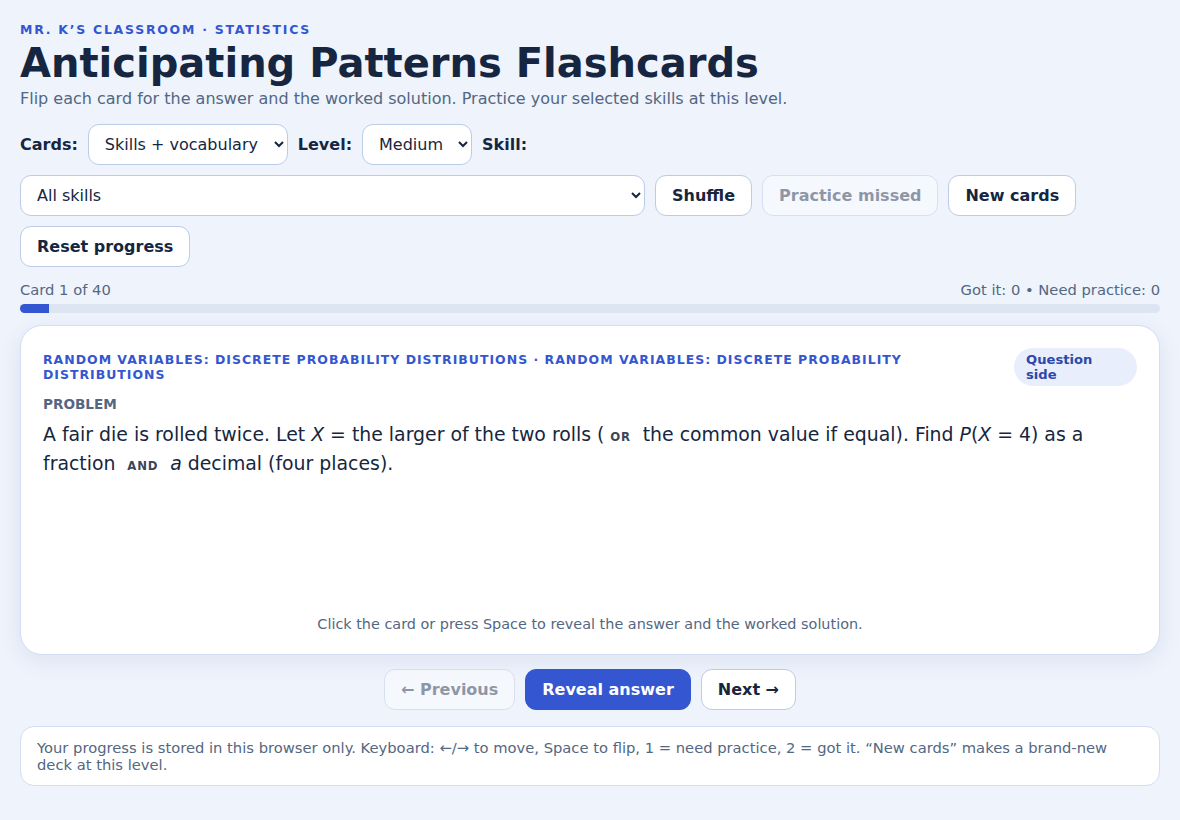 MR. K’S CLASSROOM · STATISTICS
Anticipating Patterns Flashcards
Flip each card for the answer and the worked solution. Practice your selected skills at this level.
Cards: Skills + vocabulary Level: Medium Skill:
All skills Shuffle Practice missed New cards
Reset progress
Card 1 of 40 Got it: 0 • Need practice: 0
RANDOM VARIABLES: DISCRETE PROBABILITY DISTRIBUTIONS · RANDOM VARIABLES: DISCRETE PROBABILITY
DISTRIBUTIONS
Question
side
PROBLEM
A fair die is rolled twice. Let X = the larger of the two rolls ( OR the common value if equal). Find P(X = 4) as a
fraction AND a decimal (four places).
Click the card or press Space to reveal the answer and the worked solution.
← Previous Reveal answer Next →
Your progress is stored in this browser only. Keyboard: ←/→ to move, Space to flip, 1 = need practice, 2 = got it. “New cards” makes a brand-new
deck at this level.